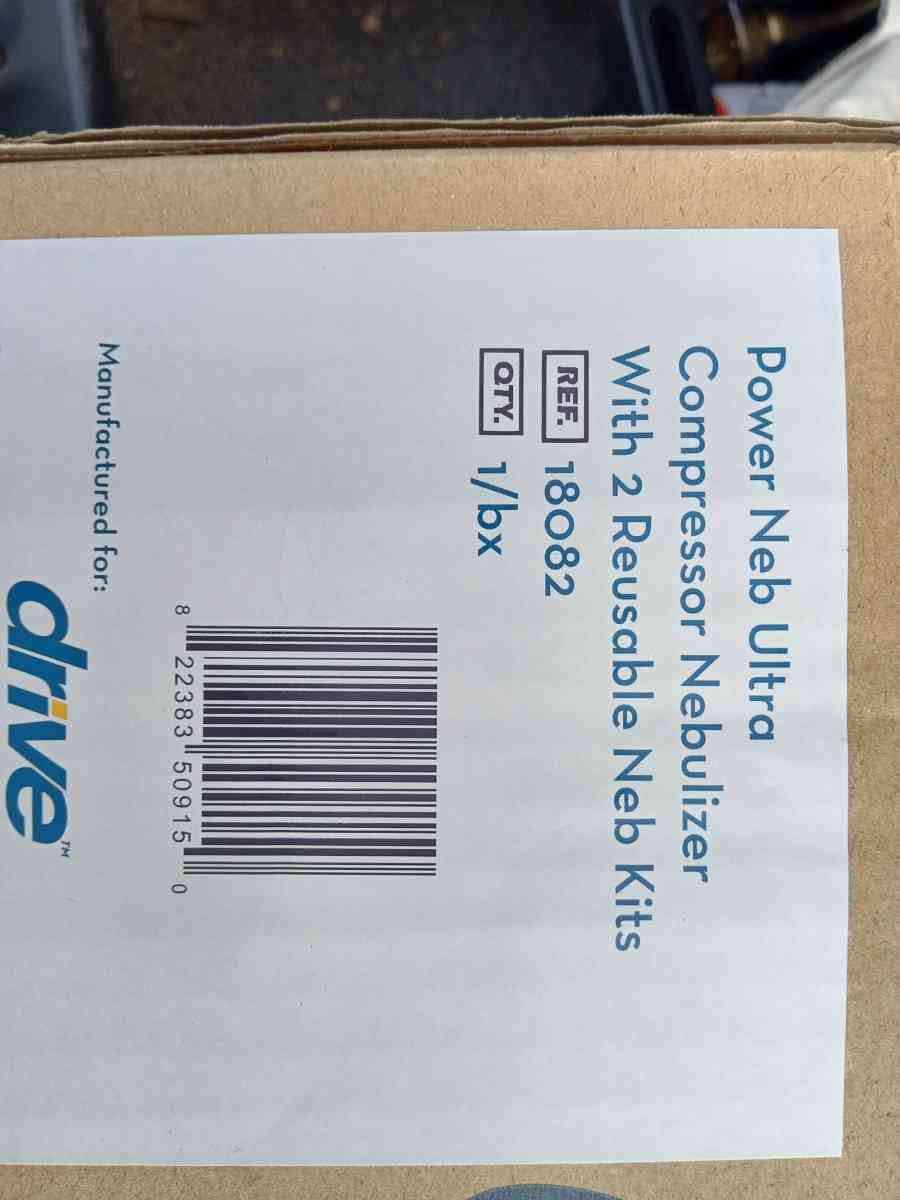 Power Neb Ultra
Compressor Nebulizer
With 2 Reusable Neb Kits
REF. 18082
QTY. 1/bx
8 22383 50915 0
Manufactured for:
drive™